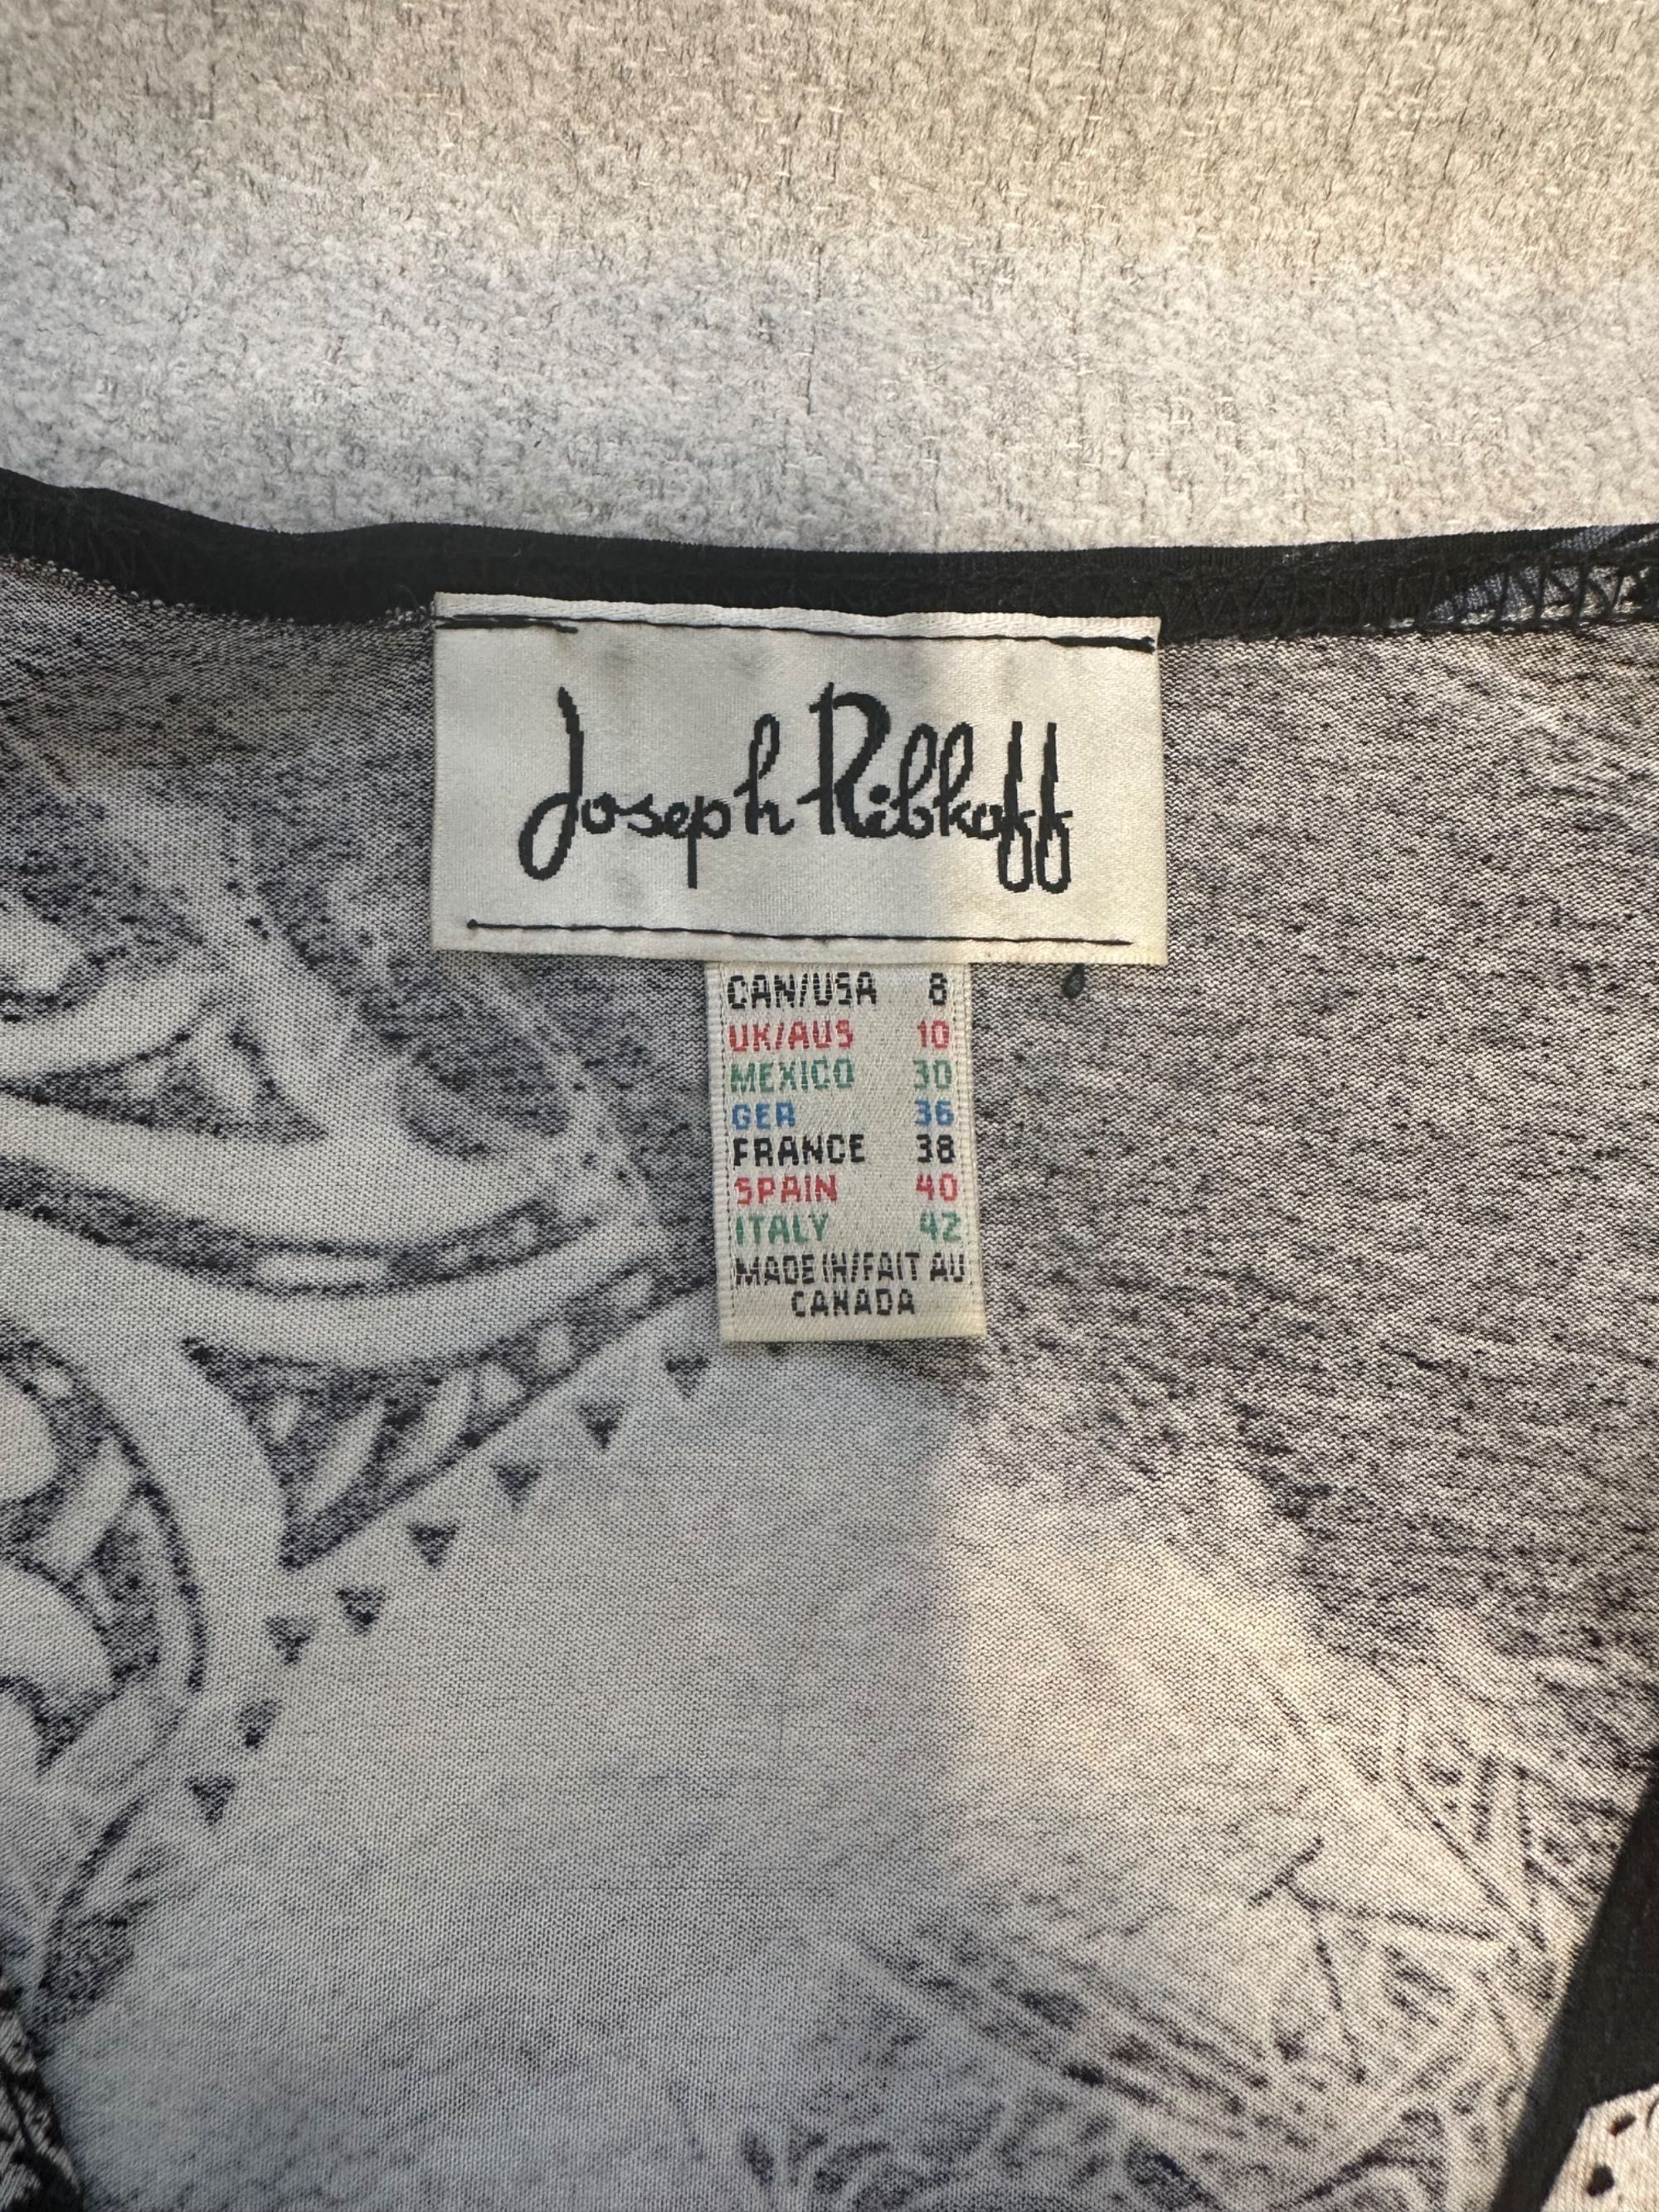 Joseph Ribkoff
CAN/USA 8
UK/AUS 10
MEXICO 30
GER 36
FRANCE 38
SPAIN 40
ITALY 42
MADE IN/FAIT AU
CANADA